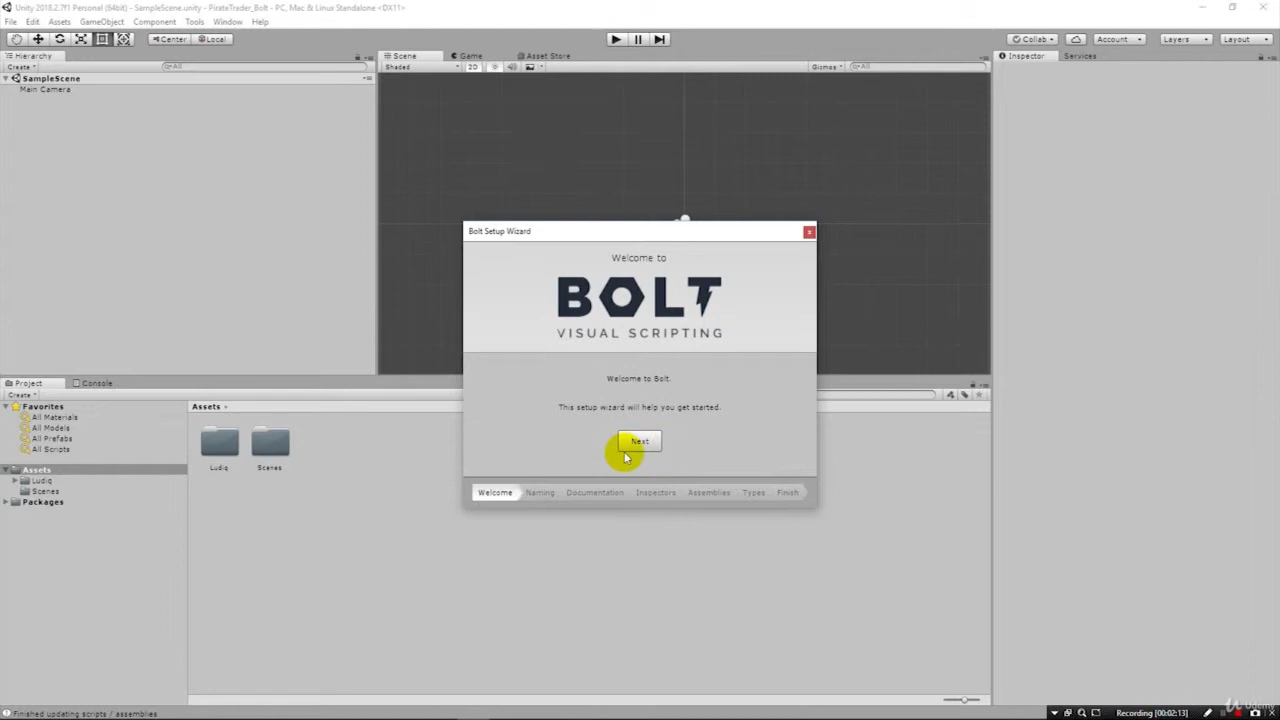 Unity 2018.2.7f1 Personal (64bit) - SampleScene.unity - PirateTrader_Bolt - PC, Mac & Linux Standalone <DX11>
File Edit Assets GameObject Component Tools Window Help
Center Local Collab Account Layers Layout
Hierarchy Scene Game Asset Store Inspector Services
Create All Shaded 2D Gizmos All
SampleScene
Main Camera
Bolt Setup Wizard
x
Welcome to
BOLT
VISUAL SCRIPTING
Welcome to Bolt.
This setup wizard will help you get started.
Next
Welcome Naming Documentation Inspectors Assemblies Types Finish
Project Console
Create
Favorites
All Materials
All Models
All Prefabs
All Scripts
Assets
Ludiq
Scenes
Packages
Assets
Ludiq Scenes
Finished updating scripts / assemblies
Recording [00:02:13]
Udemy